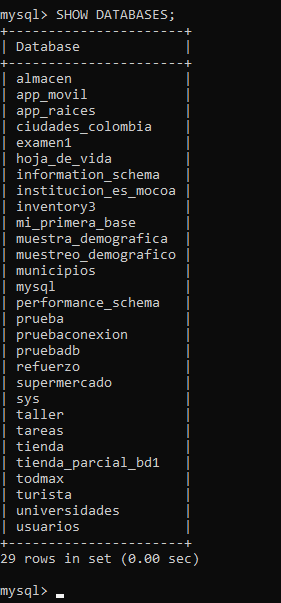 mysql> SHOW DATABASES;
+----------------------+
| Database             |
+----------------------+
| almacen              |
| app_movil            |
| app_raices           |
| ciudades_colombia    |
| examen1              |
| hoja_de_vida         |
| information_schema   |
| institucion_es_mocoa |
| inventory3           |
| mi_primera_base      |
| muestra_demografica  |
| muestreo_demografico |
| municipios           |
| mysql                |
| performance_schema   |
| prueba               |
| pruebaconexion       |
| pruebadb             |
| refuerzo             |
| supermercado         |
| sys                  |
| taller               |
| tareas               |
| tienda               |
| tienda_parcial_bd1   |
| todmax               |
| turista              |
| universidades        |
| usuarios             |
+----------------------+
29 rows in set (0.00 sec)
mysql> _